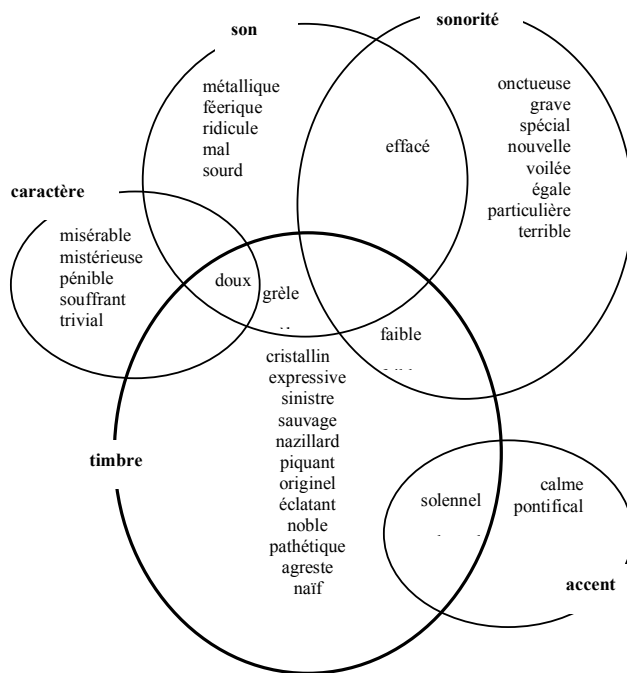 son
sonorité
métallique
féerique
ridicule
mal
sourd
effacé
onctueuse
grave
spécial
nouvelle
voilée
égale
particulière
terrible
caractère
misérable
mistérieuse
pénible
souffrant
trivial
doux
grèle
faible
cristallin
expressive
sinistre
sauvage
nazillard
piquant
originel
éclatant
noble
pathétique
agreste
naïf
timbre
solennel
calme
pontifical
accent